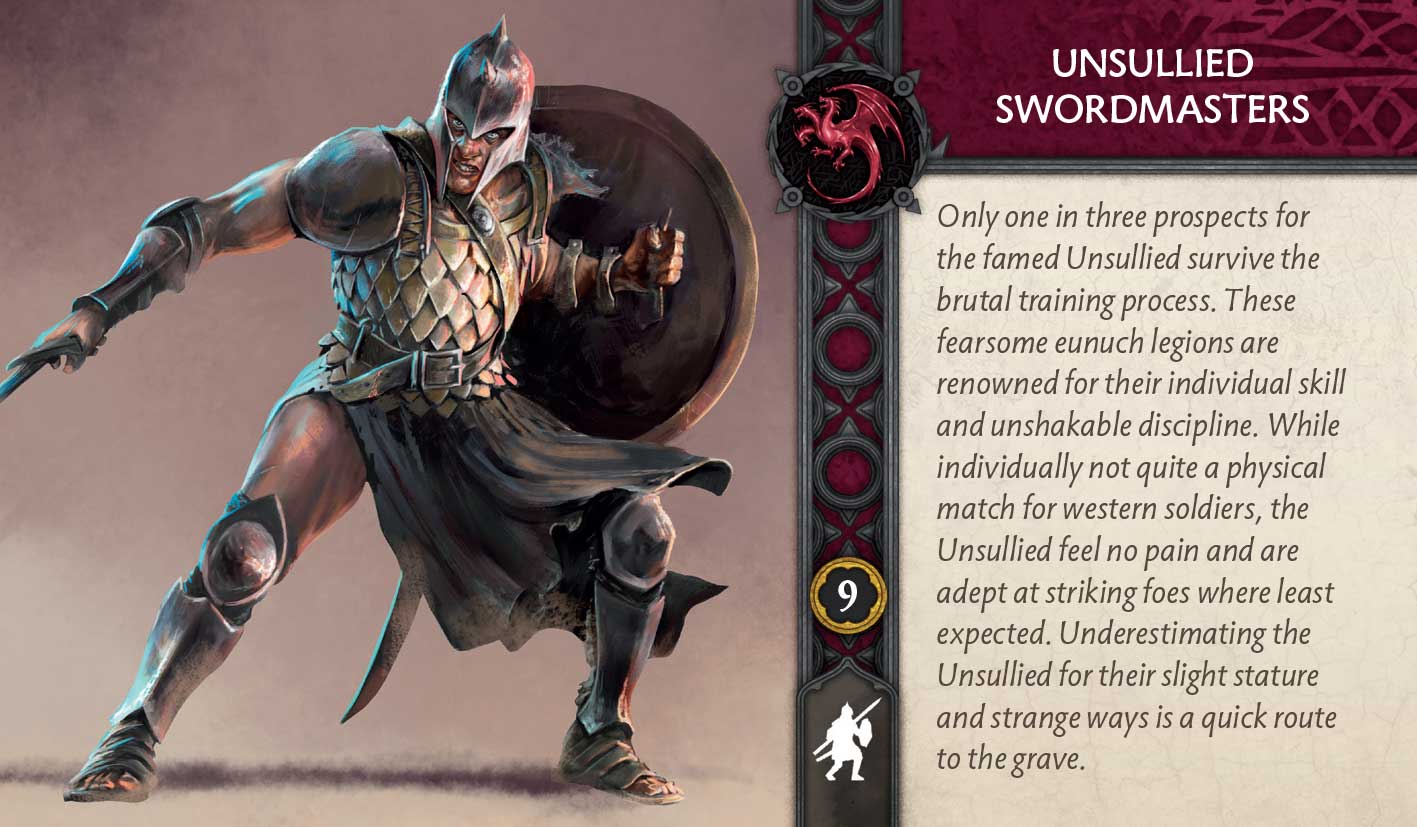 UNSULLIED
SWORDMASTERS
Only one in three prospects for
the famed Unsullied survive the
brutal training process. These
fearsome eunuch legions are
renowned for their individual skill
and unshakable discipline. While
individually not quite a physical
match for western soldiers, the
Unsullied feel no pain and are
adept at striking foes where least
expected. Underestimating the
Unsullied for their slight stature
and strange ways is a quick route
to the grave.
9